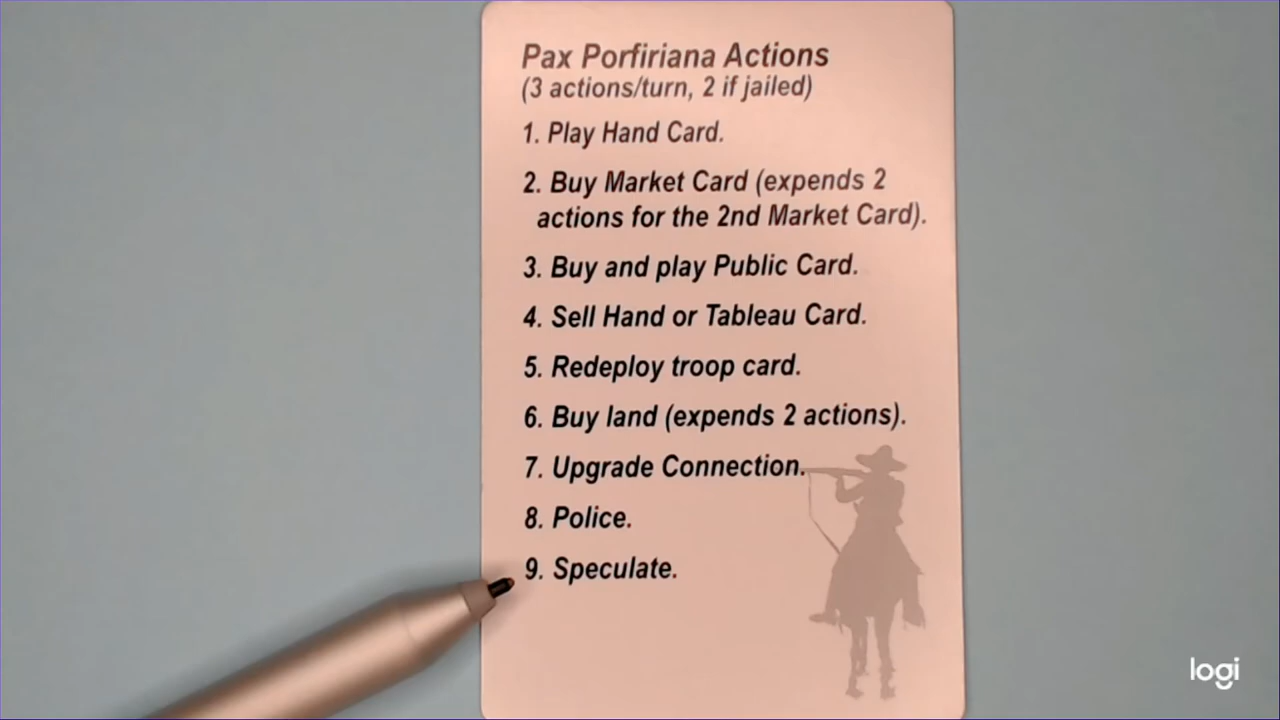 Pax Porfiriana Actions
(3 actions/turn, 2 if jailed)
1. Play Hand Card.
2. Buy Market Card (expends 2
actions for the 2nd Market Card).
3. Buy and play Public Card.
4. Sell Hand or Tableau Card.
5. Redeploy troop card.
6. Buy land (expends 2 actions).
7. Upgrade Connection.
8. Police.
9. Speculate.
logi